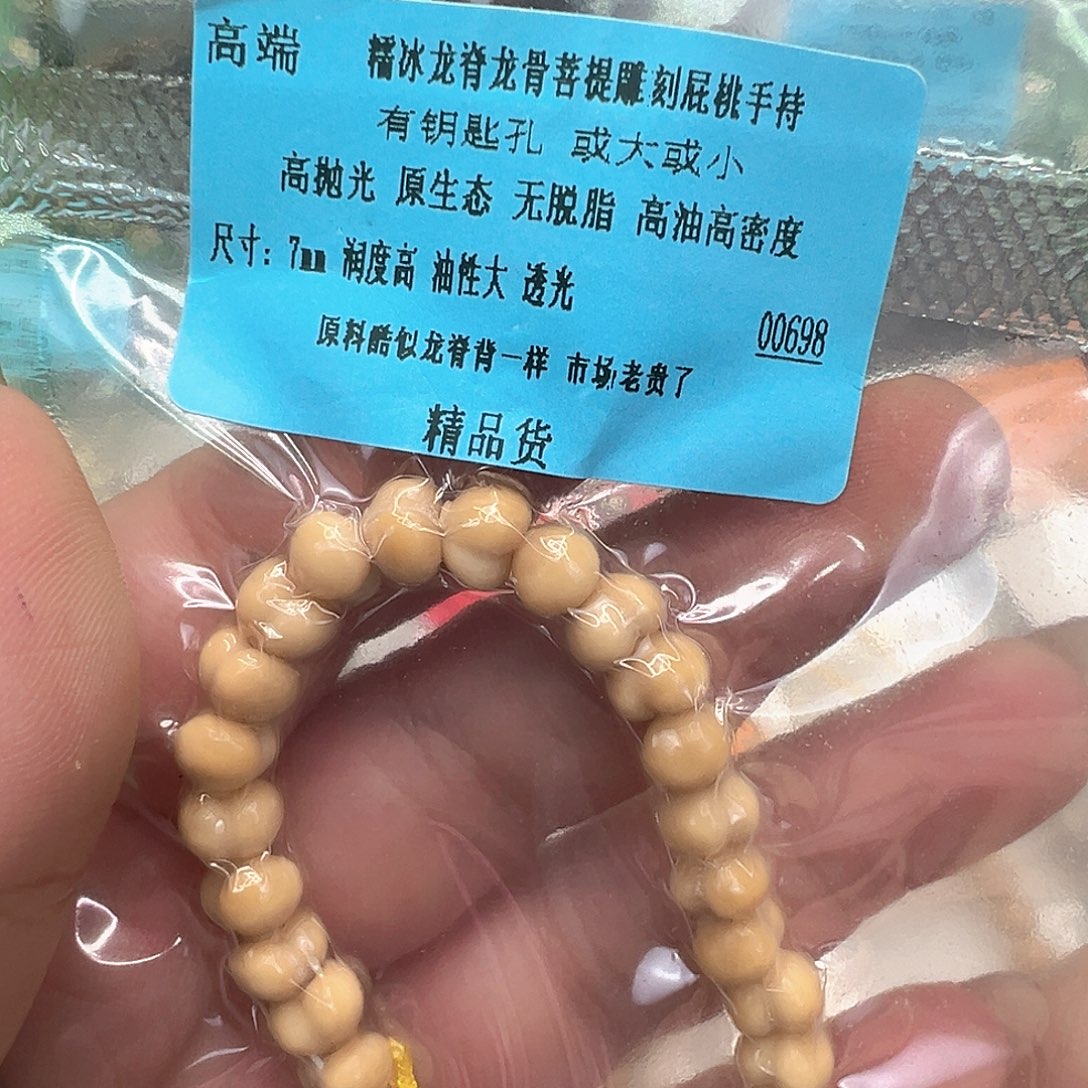 高端 糯冰龙脊龙骨菩提雕刻屁桃手持
有钥匙孔 或大或小
高抛光 原生态 无脱脂 高油高密度
尺寸：7mm 润度高 油性大 透光
00698
原料酷似龙脊背一样 市场老贵了
精品货